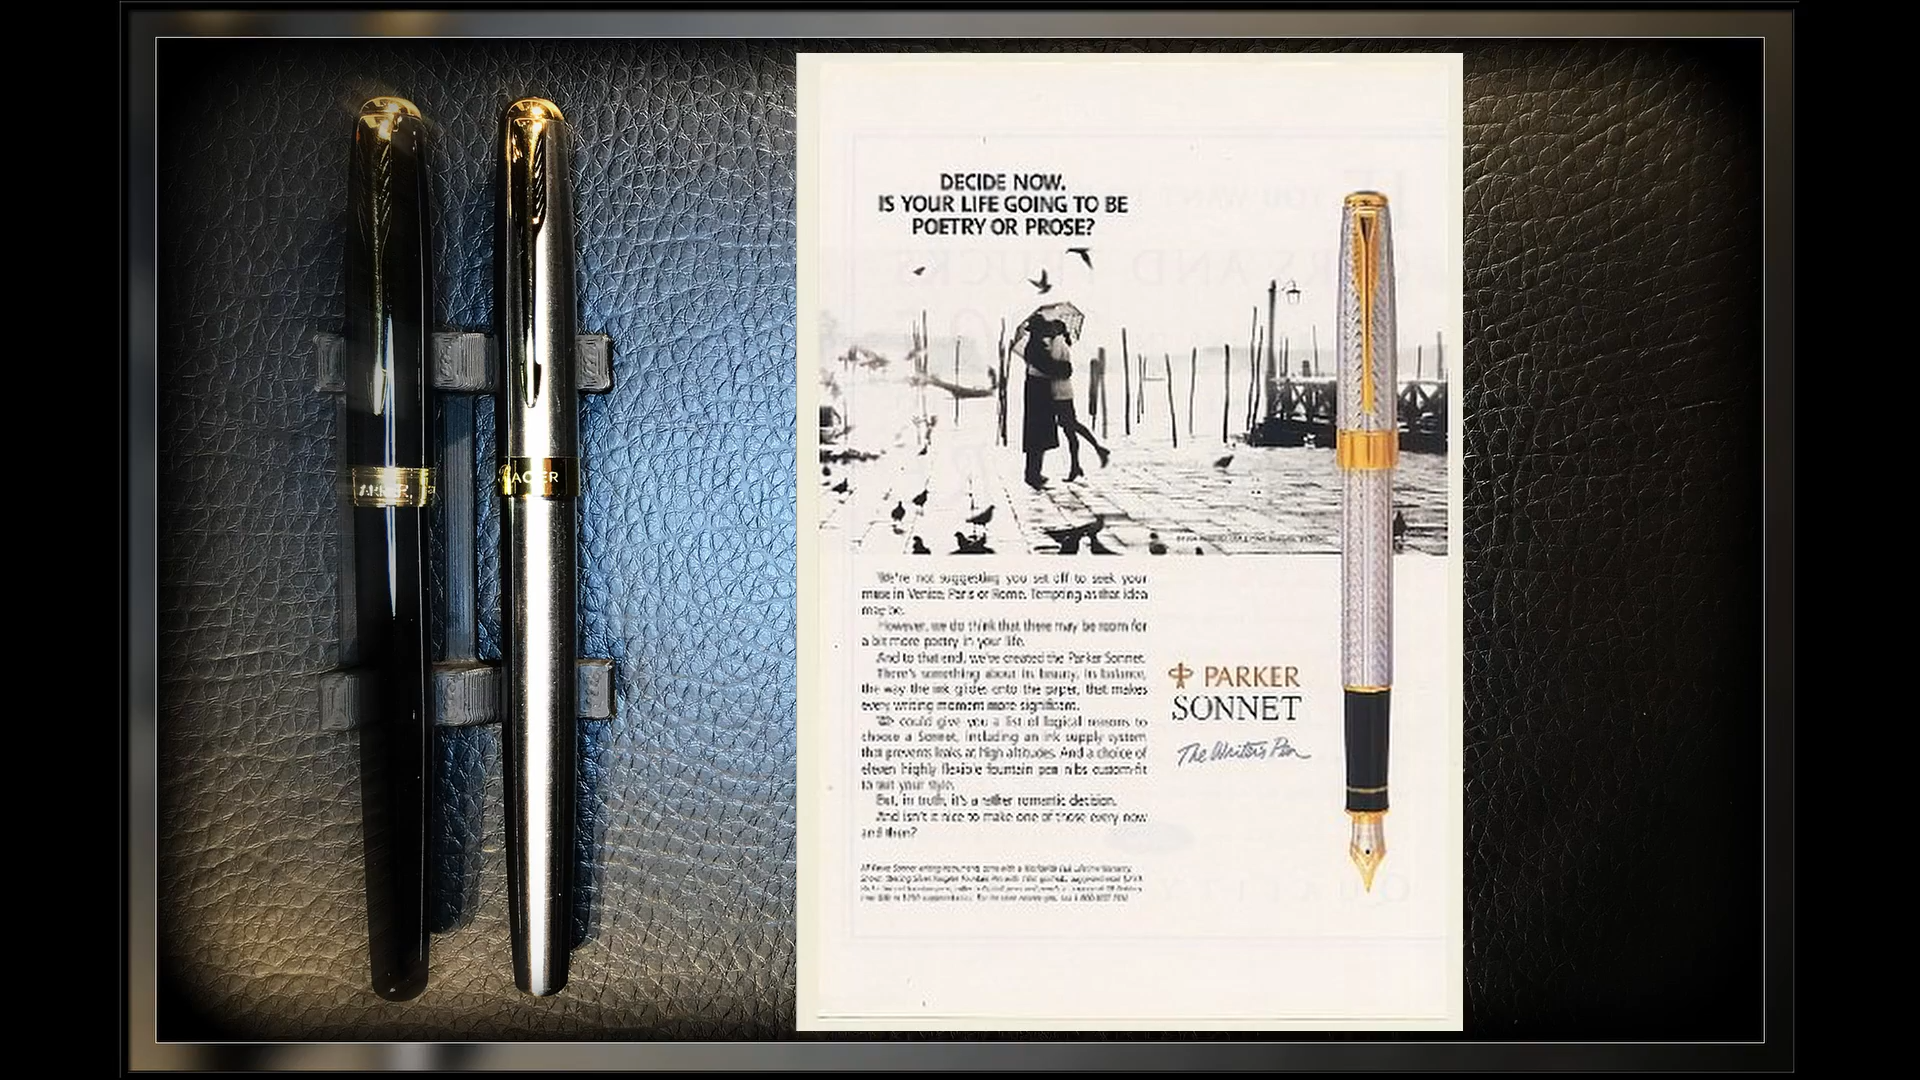 PARKER
DECIDE NOW.
IS YOUR LIFE GOING TO BE
POETRY OR PROSE?
We're not suggesting you set off to seek your
muse in Venice, Paris or Rome. Tempting as that idea
may be.
However, we do think that there may be room for
a bit more poetry in your life.
And to that end, we've created the Parker Sonnet.
There's something about its beauty, its balance,
the way the ink glides onto the paper, that makes
every writing moment more significant.
We could give you a list of logical reasons to
choose a Sonnet, including an ink supply system
that prevents leaks at high altitudes. And a choice of
eleven highly flexible fountain pen nibs custom-fit
to suit your style.
But, in truth, it's a rather romantic decision.
And isn't it nice to make one of those every now
and then?
PARKER
SONNET
The Writer's Pen